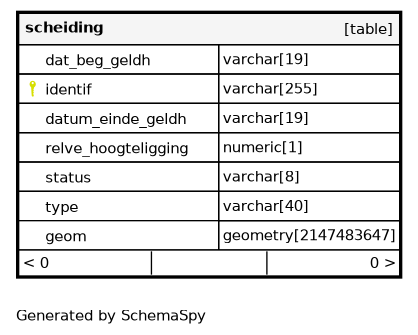 scheiding [table]
dat_beg_geldh varchar[19]
identif varchar[255]
datum_einde_geldh varchar[19]
relve_hoogteligging numeric[1]
status varchar[8]
type varchar[40]
geom geometry[2147483647]
< 0 0 >
Generated by SchemaSpy